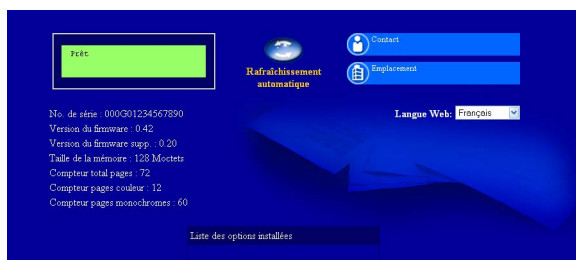 Prêt
Rafraîchissement
automatique
Contact
Emplacement
Langue Web: Français
No. de série : 000G01234567890
Version du firmware : 0.42
Version du firmware supp. : 0.20
Taille de la mémoire : 128 Moctets
Compteur total pages : 72
Compteur pages couleur : 12
Compteur pages monochromes : 60
Liste des options installées